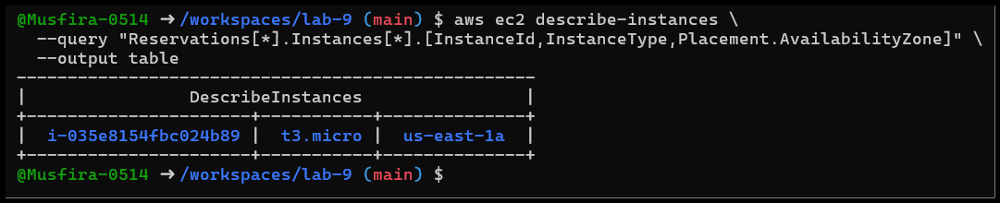 @Musfira-0514 ➜ /workspaces/lab-9 (main) $ aws ec2 describe-instances \
  --query "Reservations[*].Instances[*].[InstanceId,InstanceType,Placement.AvailabilityZone]" \
  --output table
---------------------------------------------------
|                DescribeInstances                |
+----------------------+-----------+--------------+
|  i-035e8154fbc024b89 |  t3.micro |  us-east-1a  |
+----------------------+-----------+--------------+
@Musfira-0514 ➜ /workspaces/lab-9 (main) $